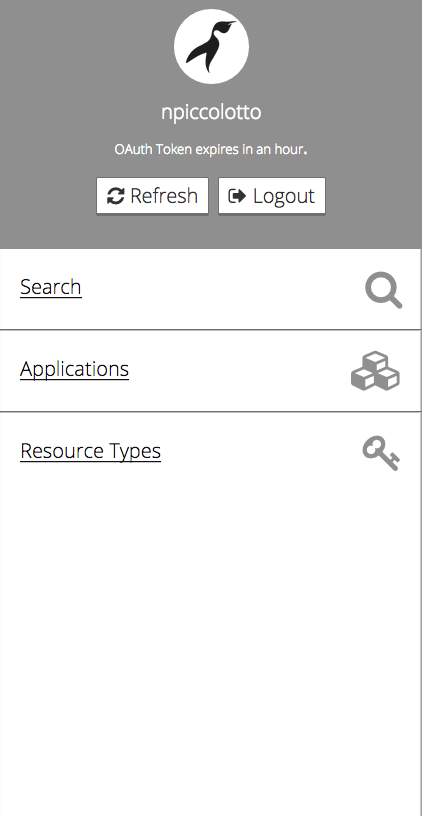 npiccolotto
OAuth Token expires in an hour.
Refresh Logout
Search
Applications
Resource Types